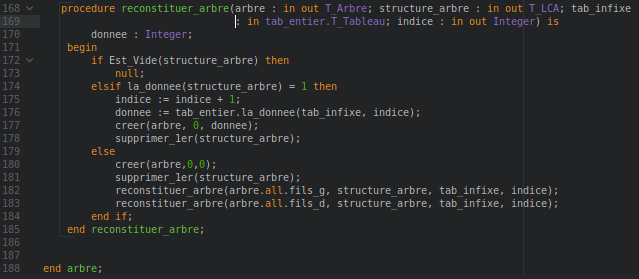 168 procedure reconstituer_arbre(arbre : in out T_Arbre; structure_arbre : in out T_LCA; tab_infixe
169 : in tab_entier.T_Tableau; indice : in out Integer) is
170 donnee : Integer;
171 begin
172 if Est_Vide(structure_arbre) then
173 null;
174 elsif la_donnee(structure_arbre) = 1 then
175 indice := indice + 1;
176 donnee := tab_entier.la_donnee(tab_infixe, indice);
177 creer(arbre, 0, donnee);
178 supprimer_1er(structure_arbre);
179 else
180 creer(arbre,0,0);
181 supprimer_1er(structure_arbre);
182 reconstituer_arbre(arbre.all.fils_g, structure_arbre, tab_infixe, indice);
183 reconstituer_arbre(arbre.all.fils_d, structure_arbre, tab_infixe, indice);
184 end if;
185 end reconstituer_arbre;
186
187
188 end arbre;